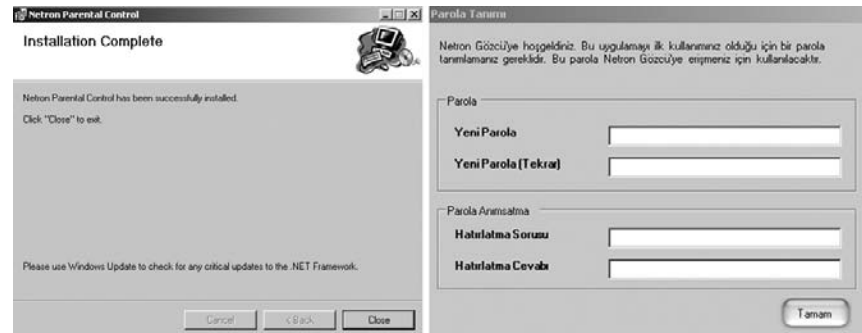 Netron Parental Control
Installation Complete
Netron Parental Control has been successfully installed.
Click "Close" to exit.
Please use Windows Update to check for any critical updates to the .NET Framework.
Cancel
< Back
Close
Parola Tanımı
Netron Gözcü'ye hoşgeldiniz. Bu uygulamayı ilk kullanımınız olduğu için bir parola
tanımlamanız gereklidir. Bu parola Netron Gözcü'ye erişmeniz için kullanılacaktır.
Parola
Yeni Parola
Yeni Parola (Tekrar)
Parola Anımsatma
Hatırlatma Sorusu
Hatırlatma Cevabı
Tamam